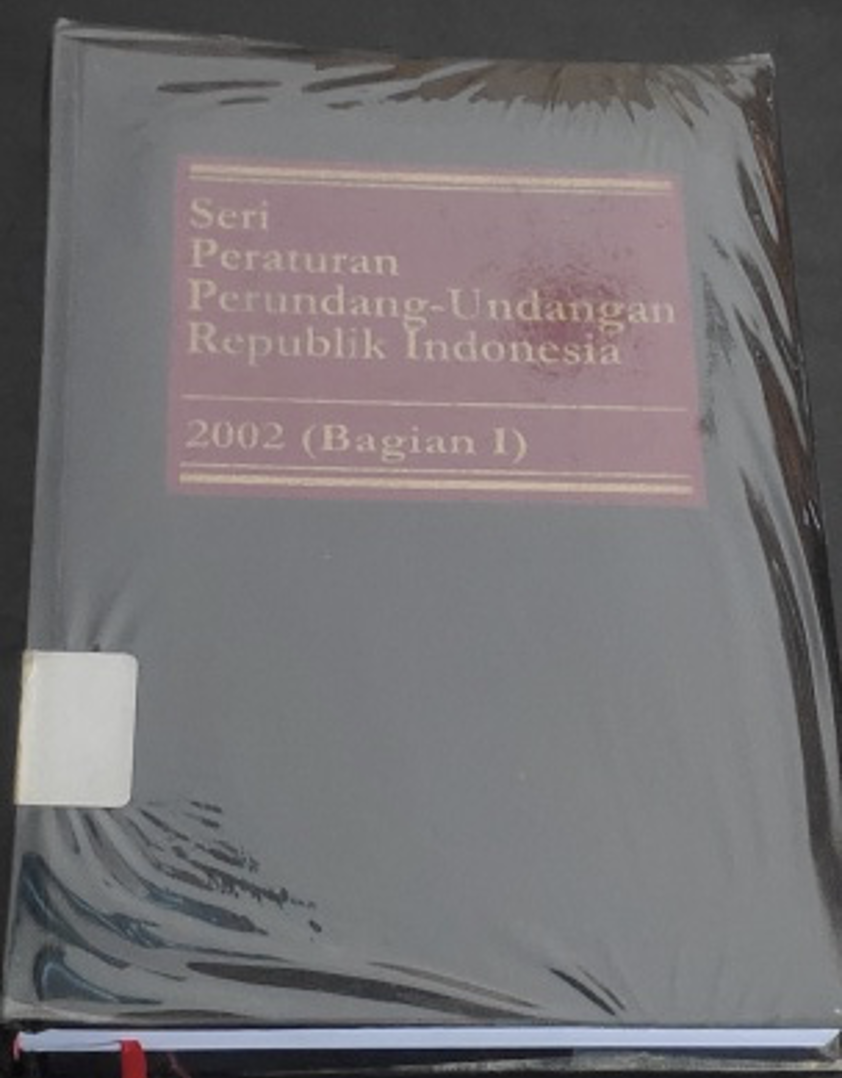 Seri
Peraturan
Perundang-Undangan
Republik Indonesia
2002 (Bagian I)